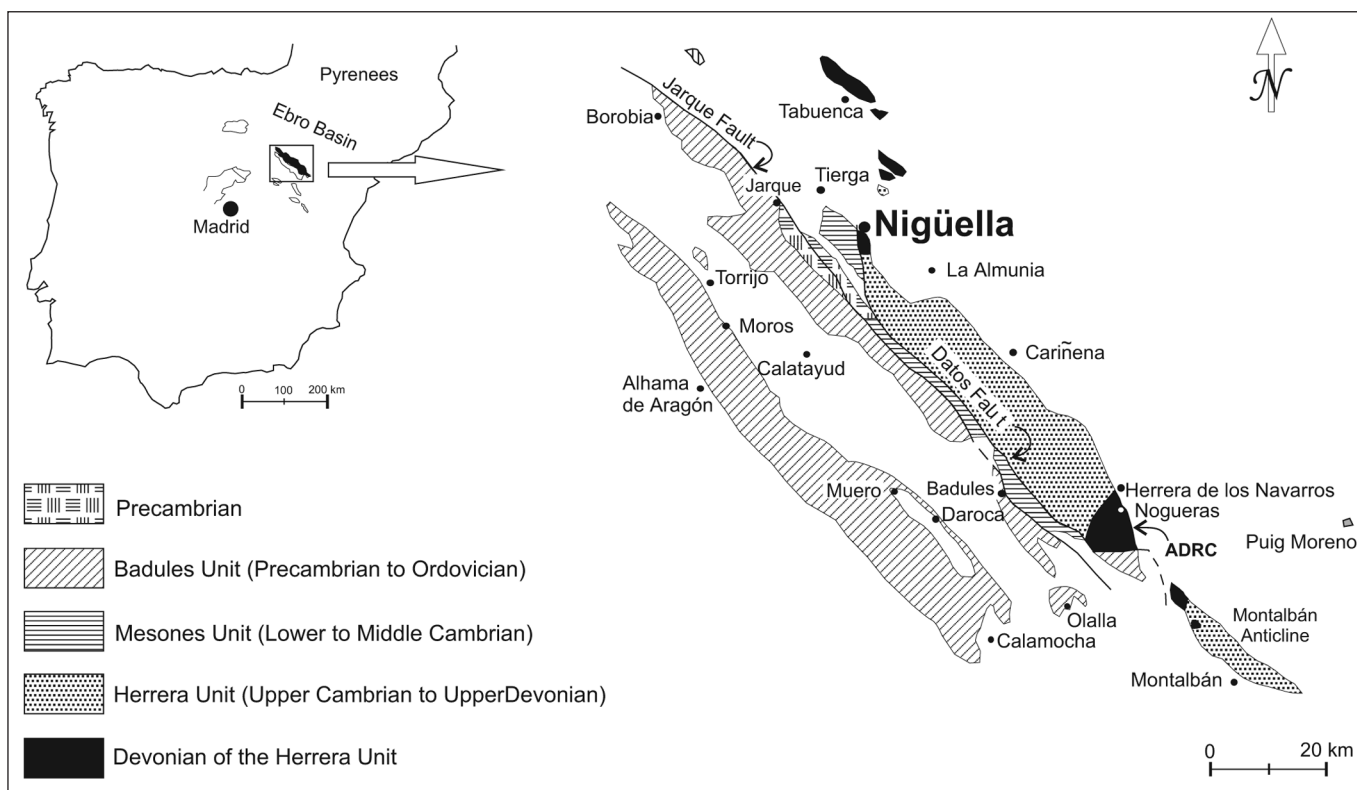 Pyrenees
Ebro Basin
Madrid
0 100 200 km
N
Jarque Fault
Borobia
Tabuenca
Tierga
Jarque
Nigüella
La Almunia
Torrijo
Moros
Calatayud
Cariñena
Alhama
de Aragón
Datos Fau t
Muero
Daroca
Badules
Herrera de los Navarros
Nogueras
ADRC
Puig Moreno
Olalla
Calamocha
Montalbán
Anticline
Montalbán
0 20 km
Precambrian
Badules Unit (Precambrian to Ordovician)
Mesones Unit (Lower to Middle Cambrian)
Herrera Unit (Upper Cambrian to UpperDevonian)
Devonian of the Herrera Unit